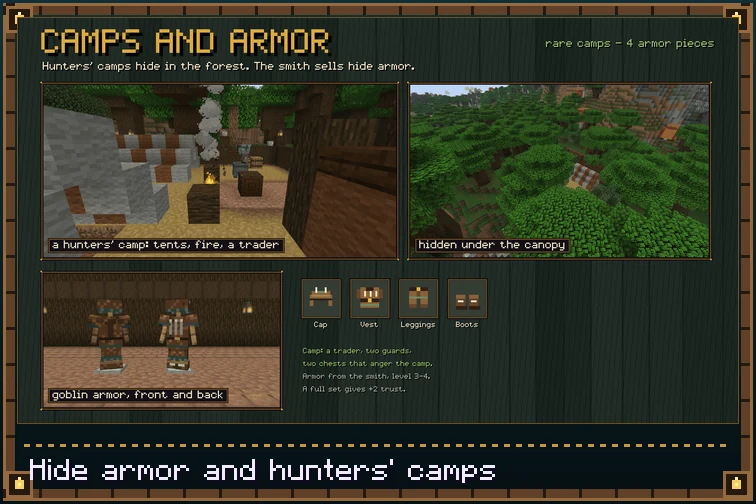 CAMPS AND ARMOR
rare camps - 4 armor pieces
Hunters' camps hide in the forest. The smith sells hide armor.
a hunters' camp: tents, fire, a trader
hidden under the canopy
goblin armor, front and back
Cap
Vest
Leggings
Boots
Camp: a trader, two guards,
two chests that anger the camp.
Armor from the smith, level 3-4.
A full set gives +2 trust.
Hide armor and hunters' camps